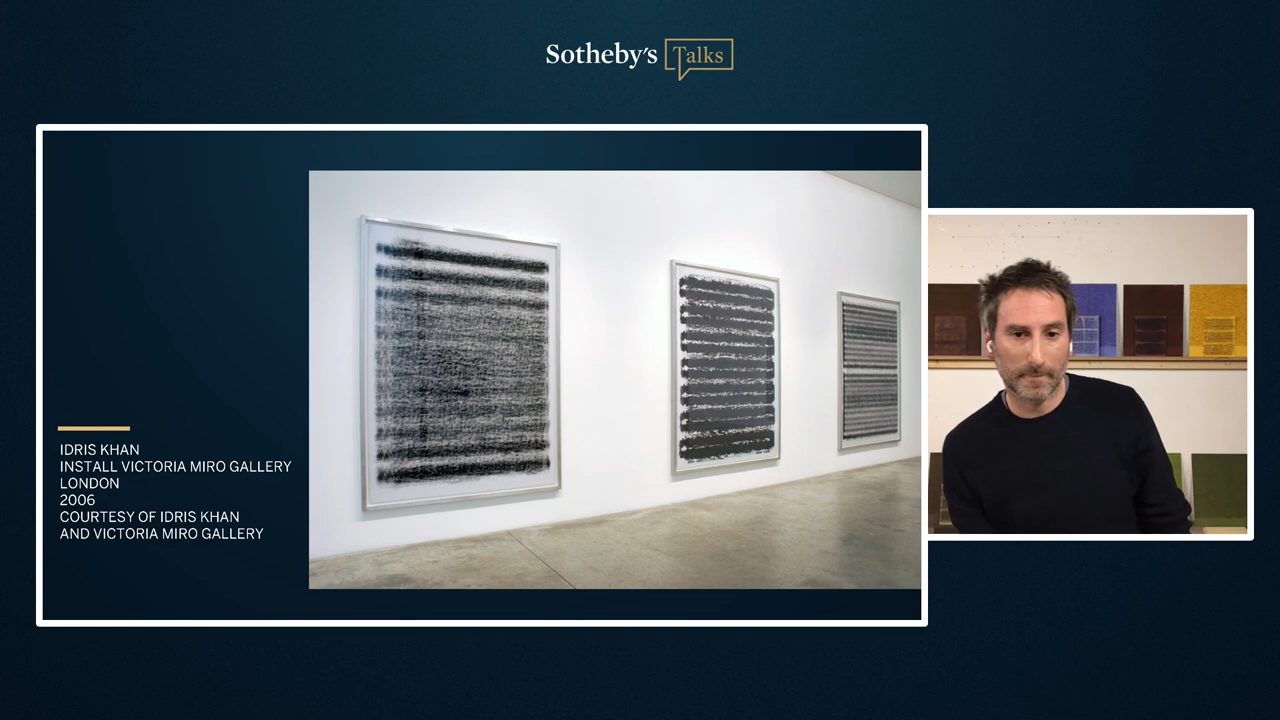 Sotheby's Talks
IDRIS KHAN
INSTALL VICTORIA MIRO GALLERY
LONDON
2006
COURTESY OF IDRIS KHAN
AND VICTORIA MIRO GALLERY